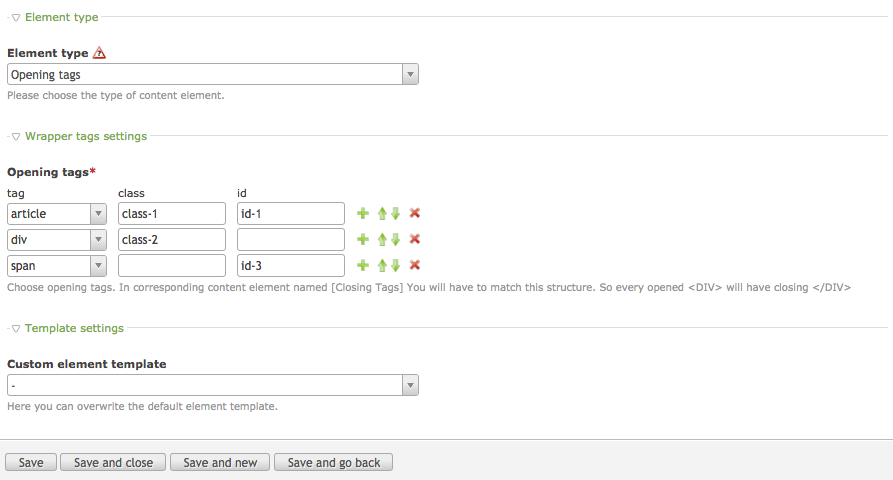 Element type
Element type
Opening tags
Please choose the type of content element.
Wrapper tags settings
Opening tags*
tag class id
article class-1 id-1
div class-2
span id-3
Choose opening tags. In corresponding content element named [Closing Tags] You will have to match this structure. So every opened <DIV> will have closing </DIV>
Template settings
Custom element template
-
Here you can overwrite the default element template.
Save Save and close Save and new Save and go back